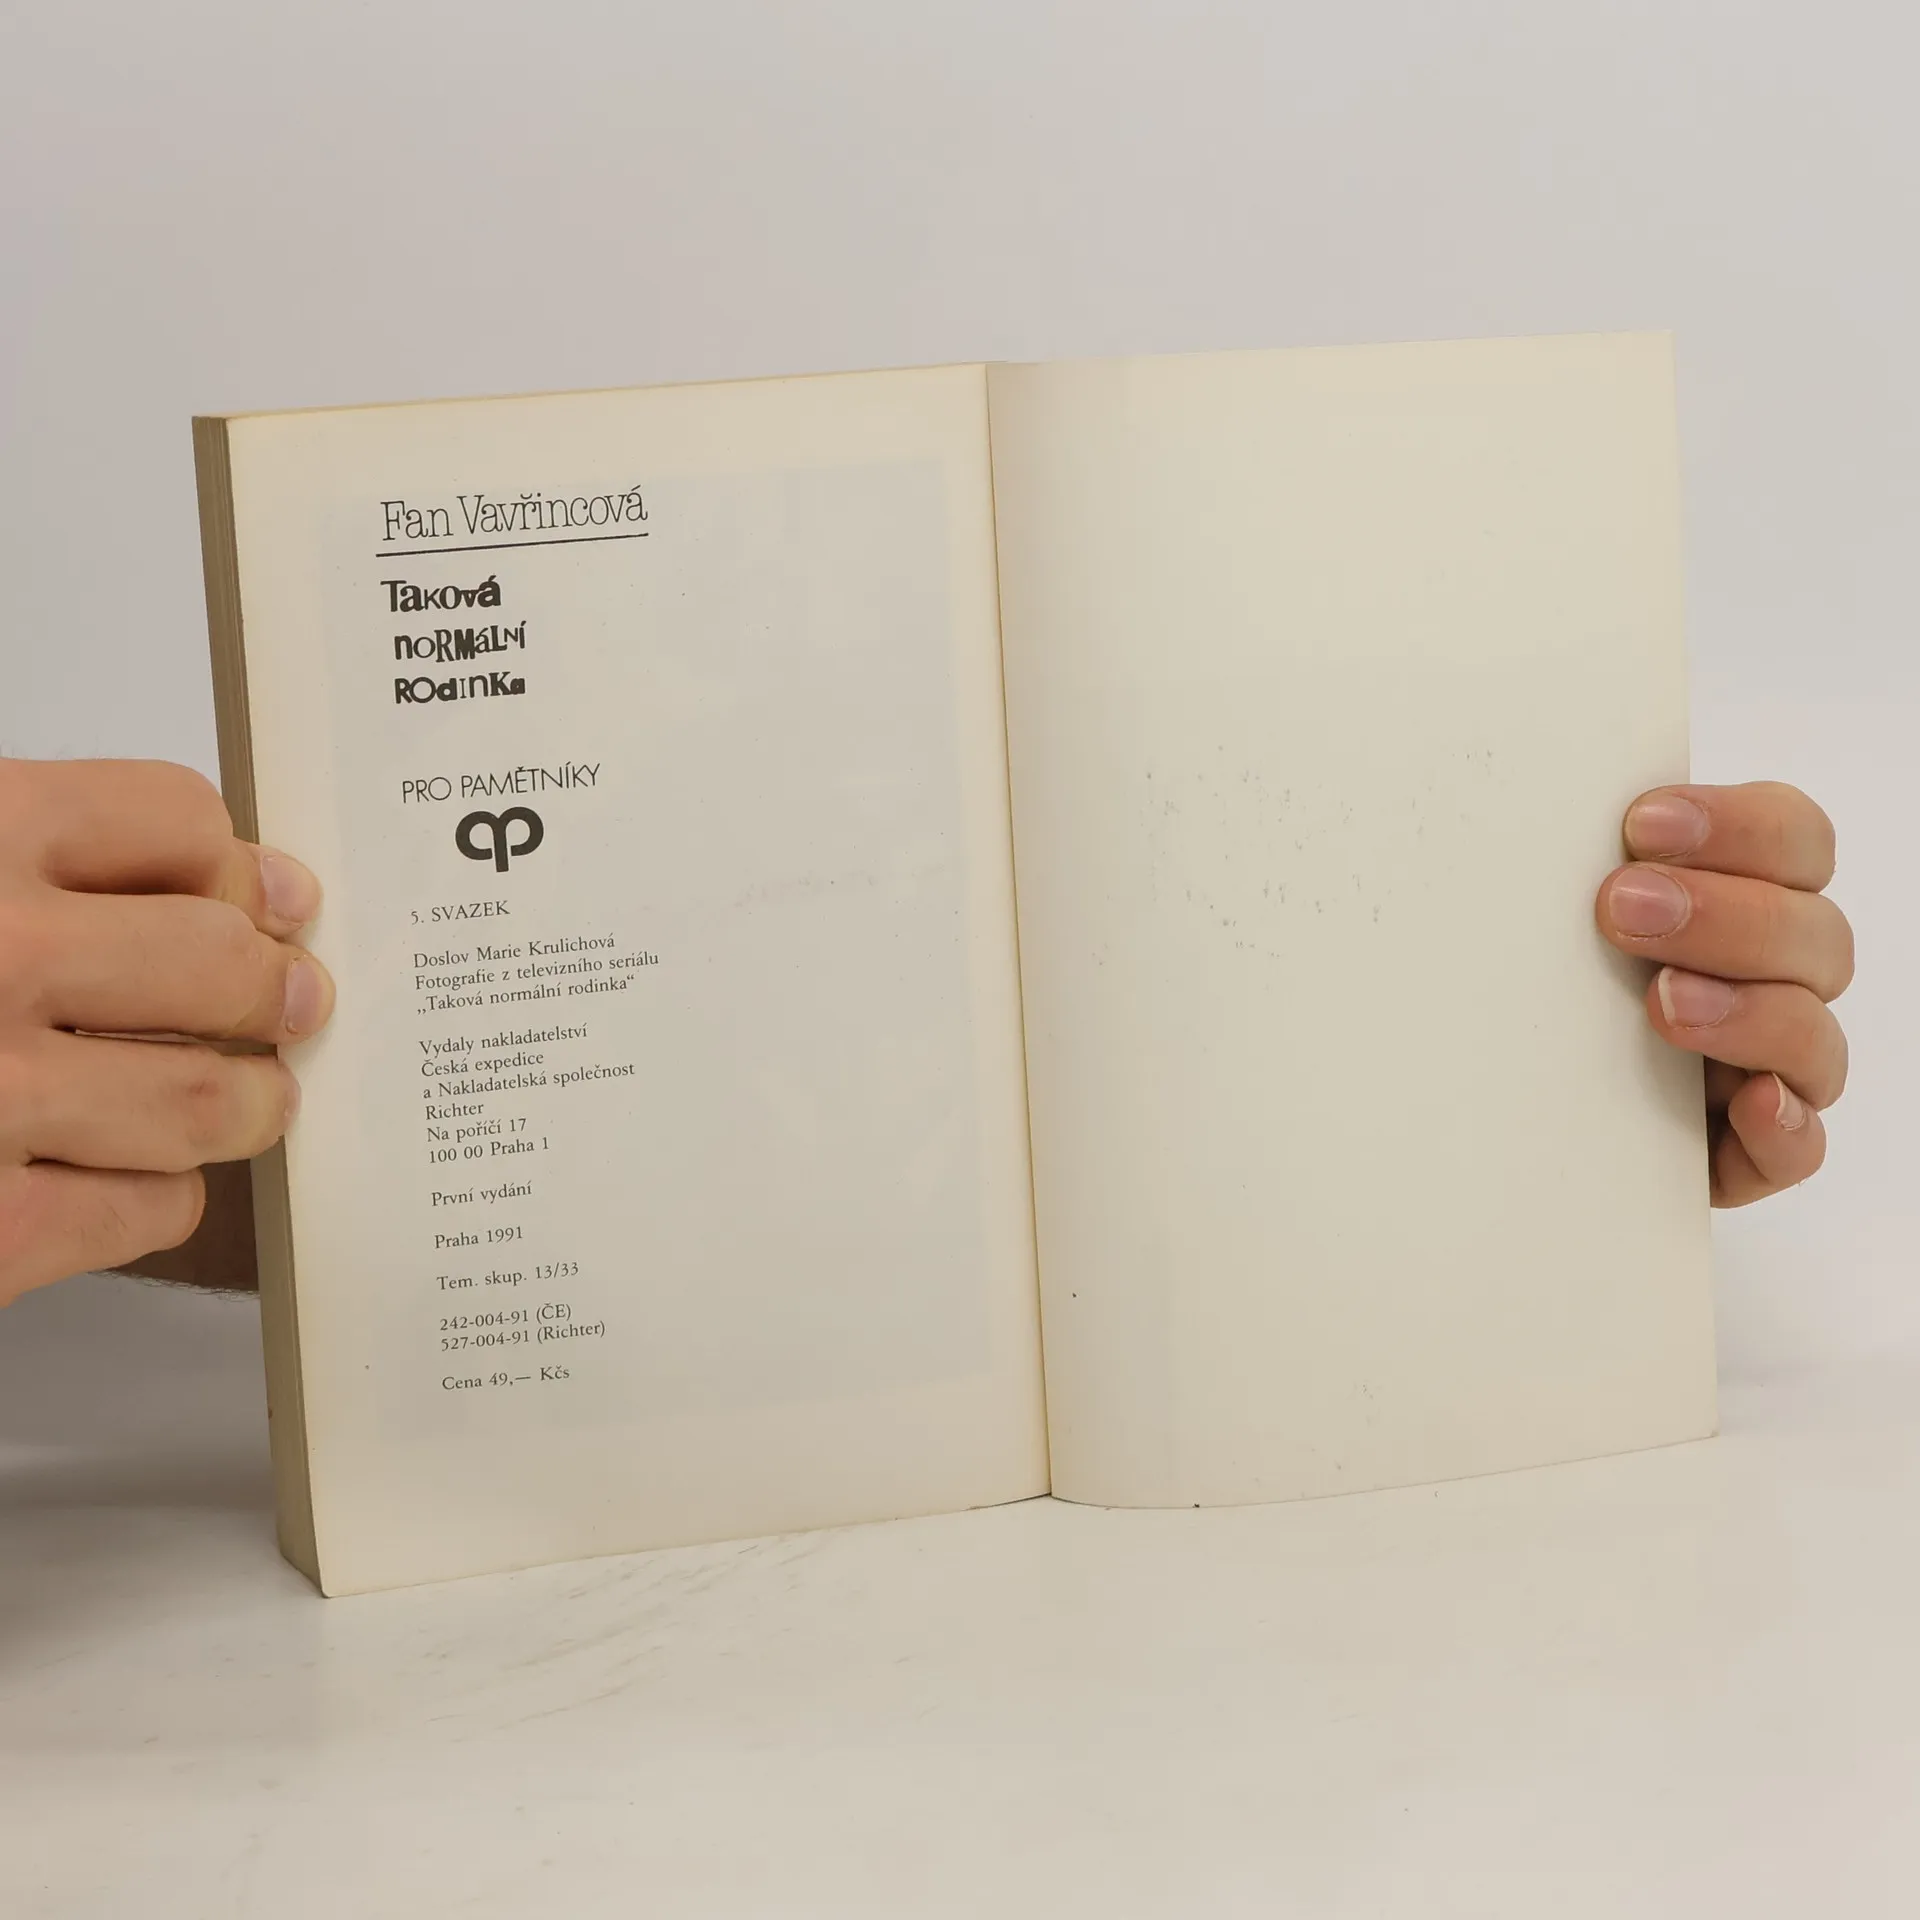 Fan Vavřincová
Taková
noRMáLNí
RodINKa
PRO PAMĚTNÍKY
5. SVAZEK
Doslov Marie Krulichová
Fotografie z televizního seriálu
„Taková normální rodinka“
Vydaly nakladatelství
Česká expedice
a Nakladatelská společnost
Richter
Na poříčí 17
100 00 Praha 1
První vydání
Praha 1991
Tem. skup. 13/33
242-004-91 (ČE)
527-004-91 (Richter)
Cena 49,— Kčs